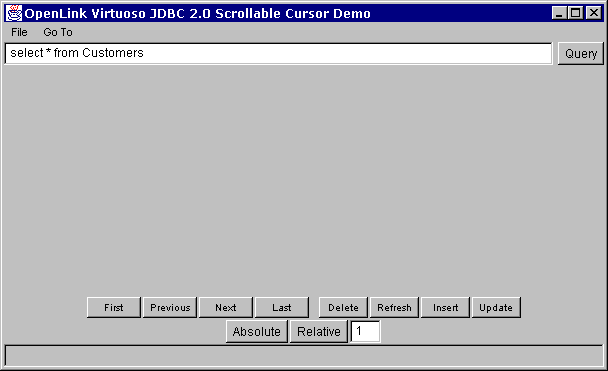 OpenLink Virtuoso JDBC 2.0 Scrollable Cursor Demo
File Go To
select * from Customers Query
First Previous Next Last Delete Refresh Insert Update
Absolute Relative 1